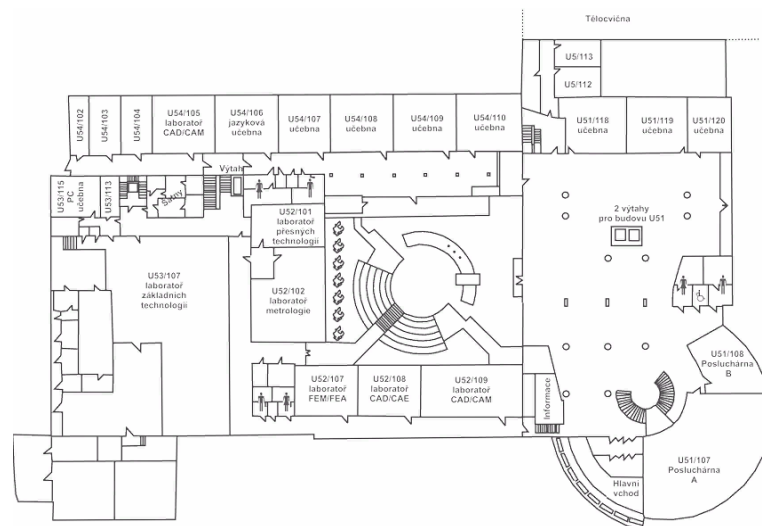 Tělocvična
U5/113
U5/112
U54/102
U54/103
U54/104
U54/105
laboratoř
CAD/CAM
U54/106
jazyková
učebna
U54/107
učebna
U54/108
učebna
U54/109
učebna
U54/110
učebna
U51/118
učebna
U51/119
učebna
U51/120
učebna
Výtah
U53/115
PC
učebna
U53/113
Šatny
U52/101
laboratoř
přesných
technologií
2 výtahy
pro budovu U51
U53/107
laboratoř
základních
technologií
U52/102
laboratoř
metrologie
U51/108
Posluchárna
B
U52/107
laboratoř
FEM/FEA
U52/108
laboratoř
CAD/CAE
U52/109
laboratoř
CAD/CAM
Informace
U51/107
Posluchárna
A
Hlavní
vchod